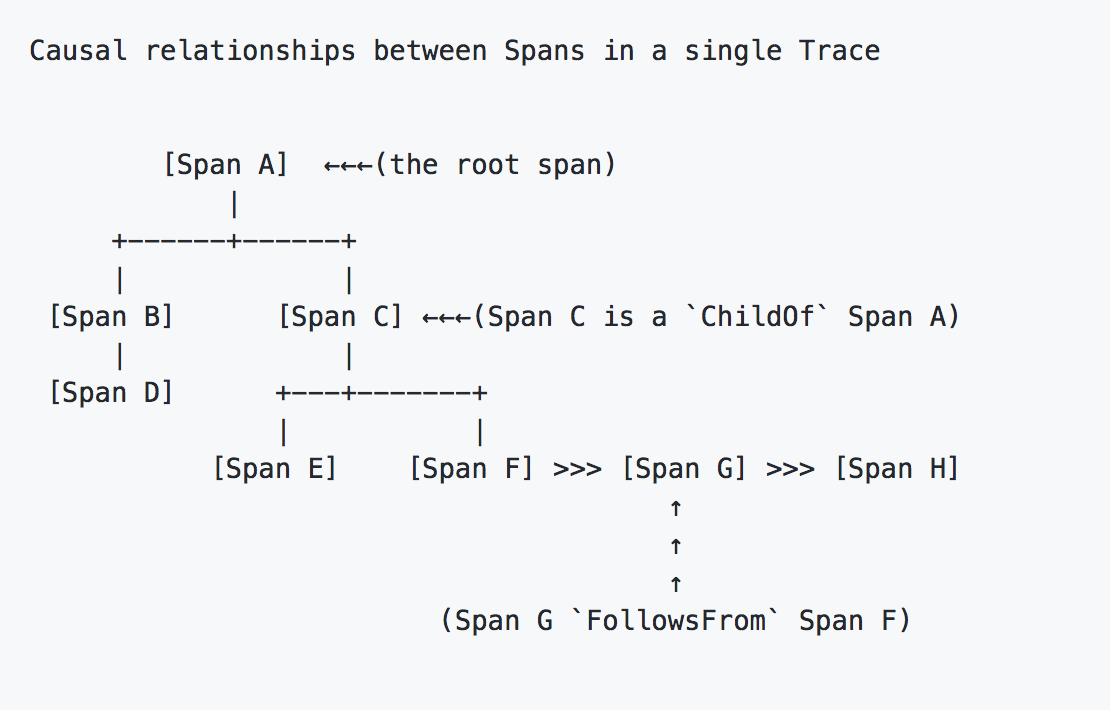 Causal relationships between Spans in a single Trace
[Span A]  ←←←(the root span)
|
+------+------+
|             |
[Span B]      [Span C] ←←←(Span C is a `ChildOf` Span A)
|             |
[Span D]      +---+-------+
|           |
[Span E]    [Span F] >>> [Span G] >>> [Span H]
↑
↑
↑
(Span G `FollowsFrom` Span F)